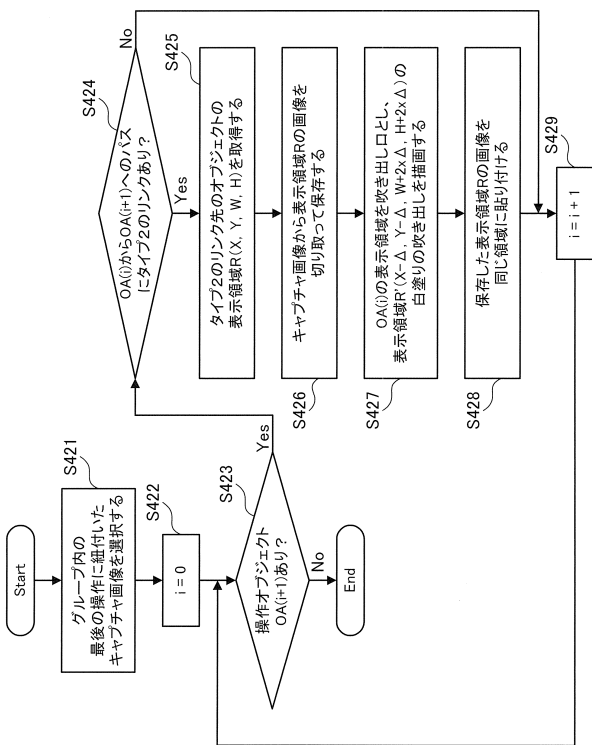 Start
S421
グループ内の
最後の操作に紐付いた
キャプチャ画像を選択する
S422
i = 0
S423
操作オブジェクト
OA(i+1)あり？
Yes
No
End
S424
OA(i)からOA(i+1)へのパス
にタイプ2のリンクあり？
No
Yes
S425
タイプ2のリンク先のオブジェクトの
表示領域R(X, Y, W, H)を取得する
S426
キャプチャ画像から表示領域Rの画像を
切り取って保存する
S427
OA(i)の表示領域を吹き出し口とし、
表示領域R'(X-Δ, Y-Δ, W+2xΔ, H+2xΔ)の
白塗りの吹き出しを描画する
S428
保存した表示領域Rの画像を
同じ領域に貼り付ける
S429
i = i + 1